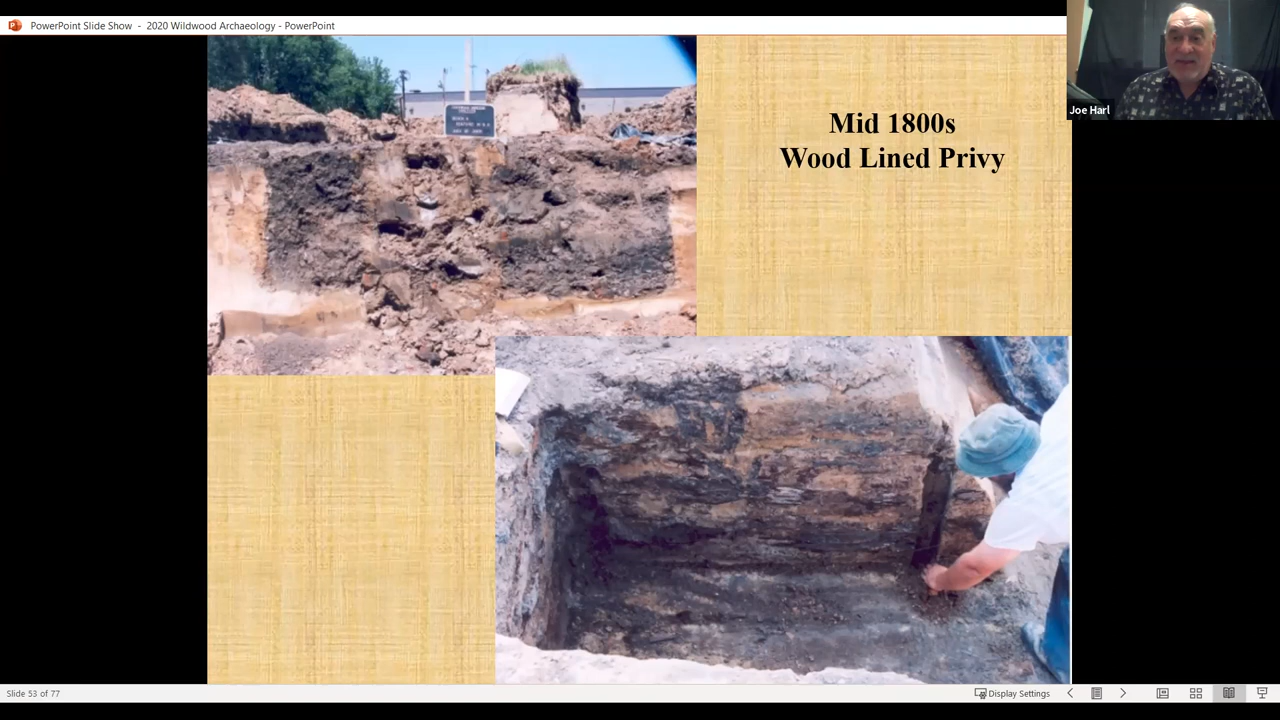 PowerPoint Slide Show - 2020 Wildwood Archaeology - PowerPoint
Joe Harl
Mid 1800s
Wood Lined Privy
Slide 53 of 77
Display Settings